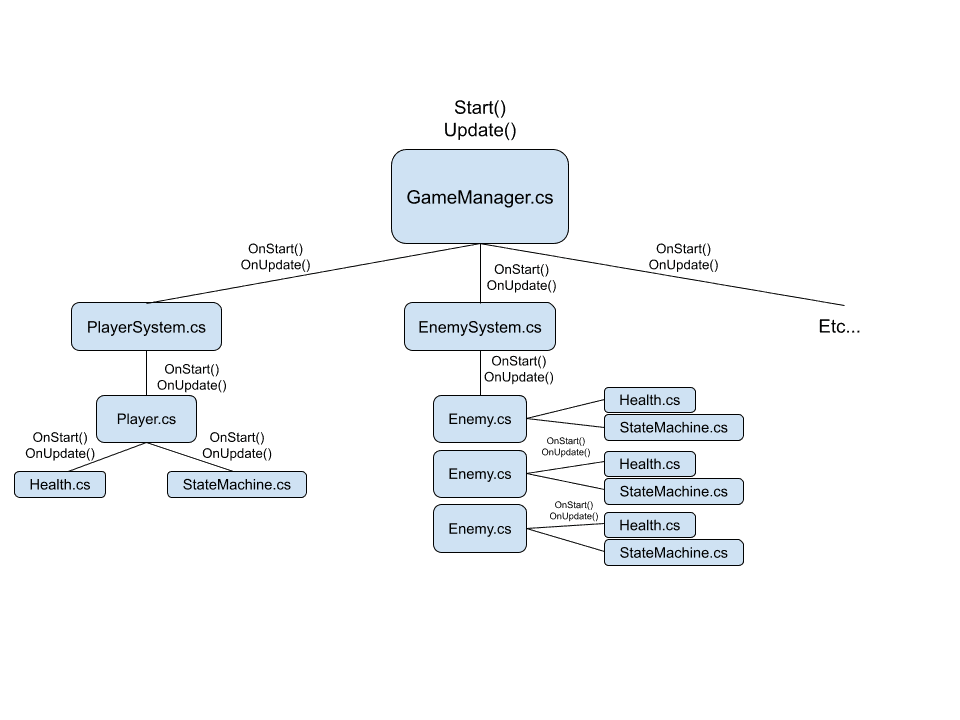 Start()
Update()
GameManager.cs
OnStart()
OnUpdate()
OnStart()
OnUpdate()
OnStart()
OnUpdate()
PlayerSystem.cs
EnemySystem.cs
Etc...
OnStart()
OnUpdate()
OnStart()
OnUpdate()
Player.cs
OnStart()
OnUpdate()
OnStart()
OnUpdate()
Health.cs
StateMachine.cs
Enemy.cs
Health.cs
StateMachine.cs
OnStart()
OnUpdate()
Enemy.cs
Health.cs
StateMachine.cs
OnStart()
OnUpdate()
Enemy.cs
Health.cs
StateMachine.cs